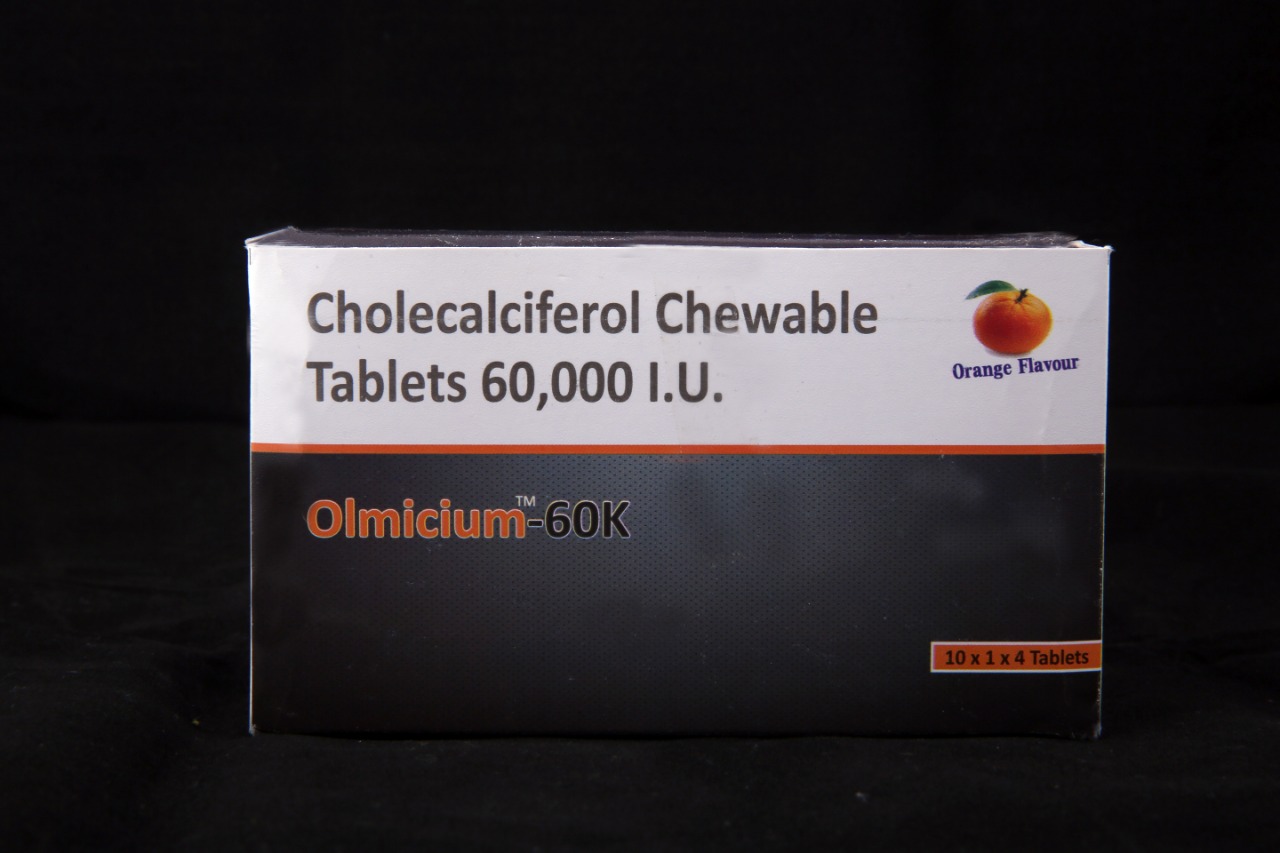 Cholecalciferol Chewable
Tablets 60,000 I.U.
Orange Flavour
Olmicium™-60K
10 x 1 x 4 Tablets